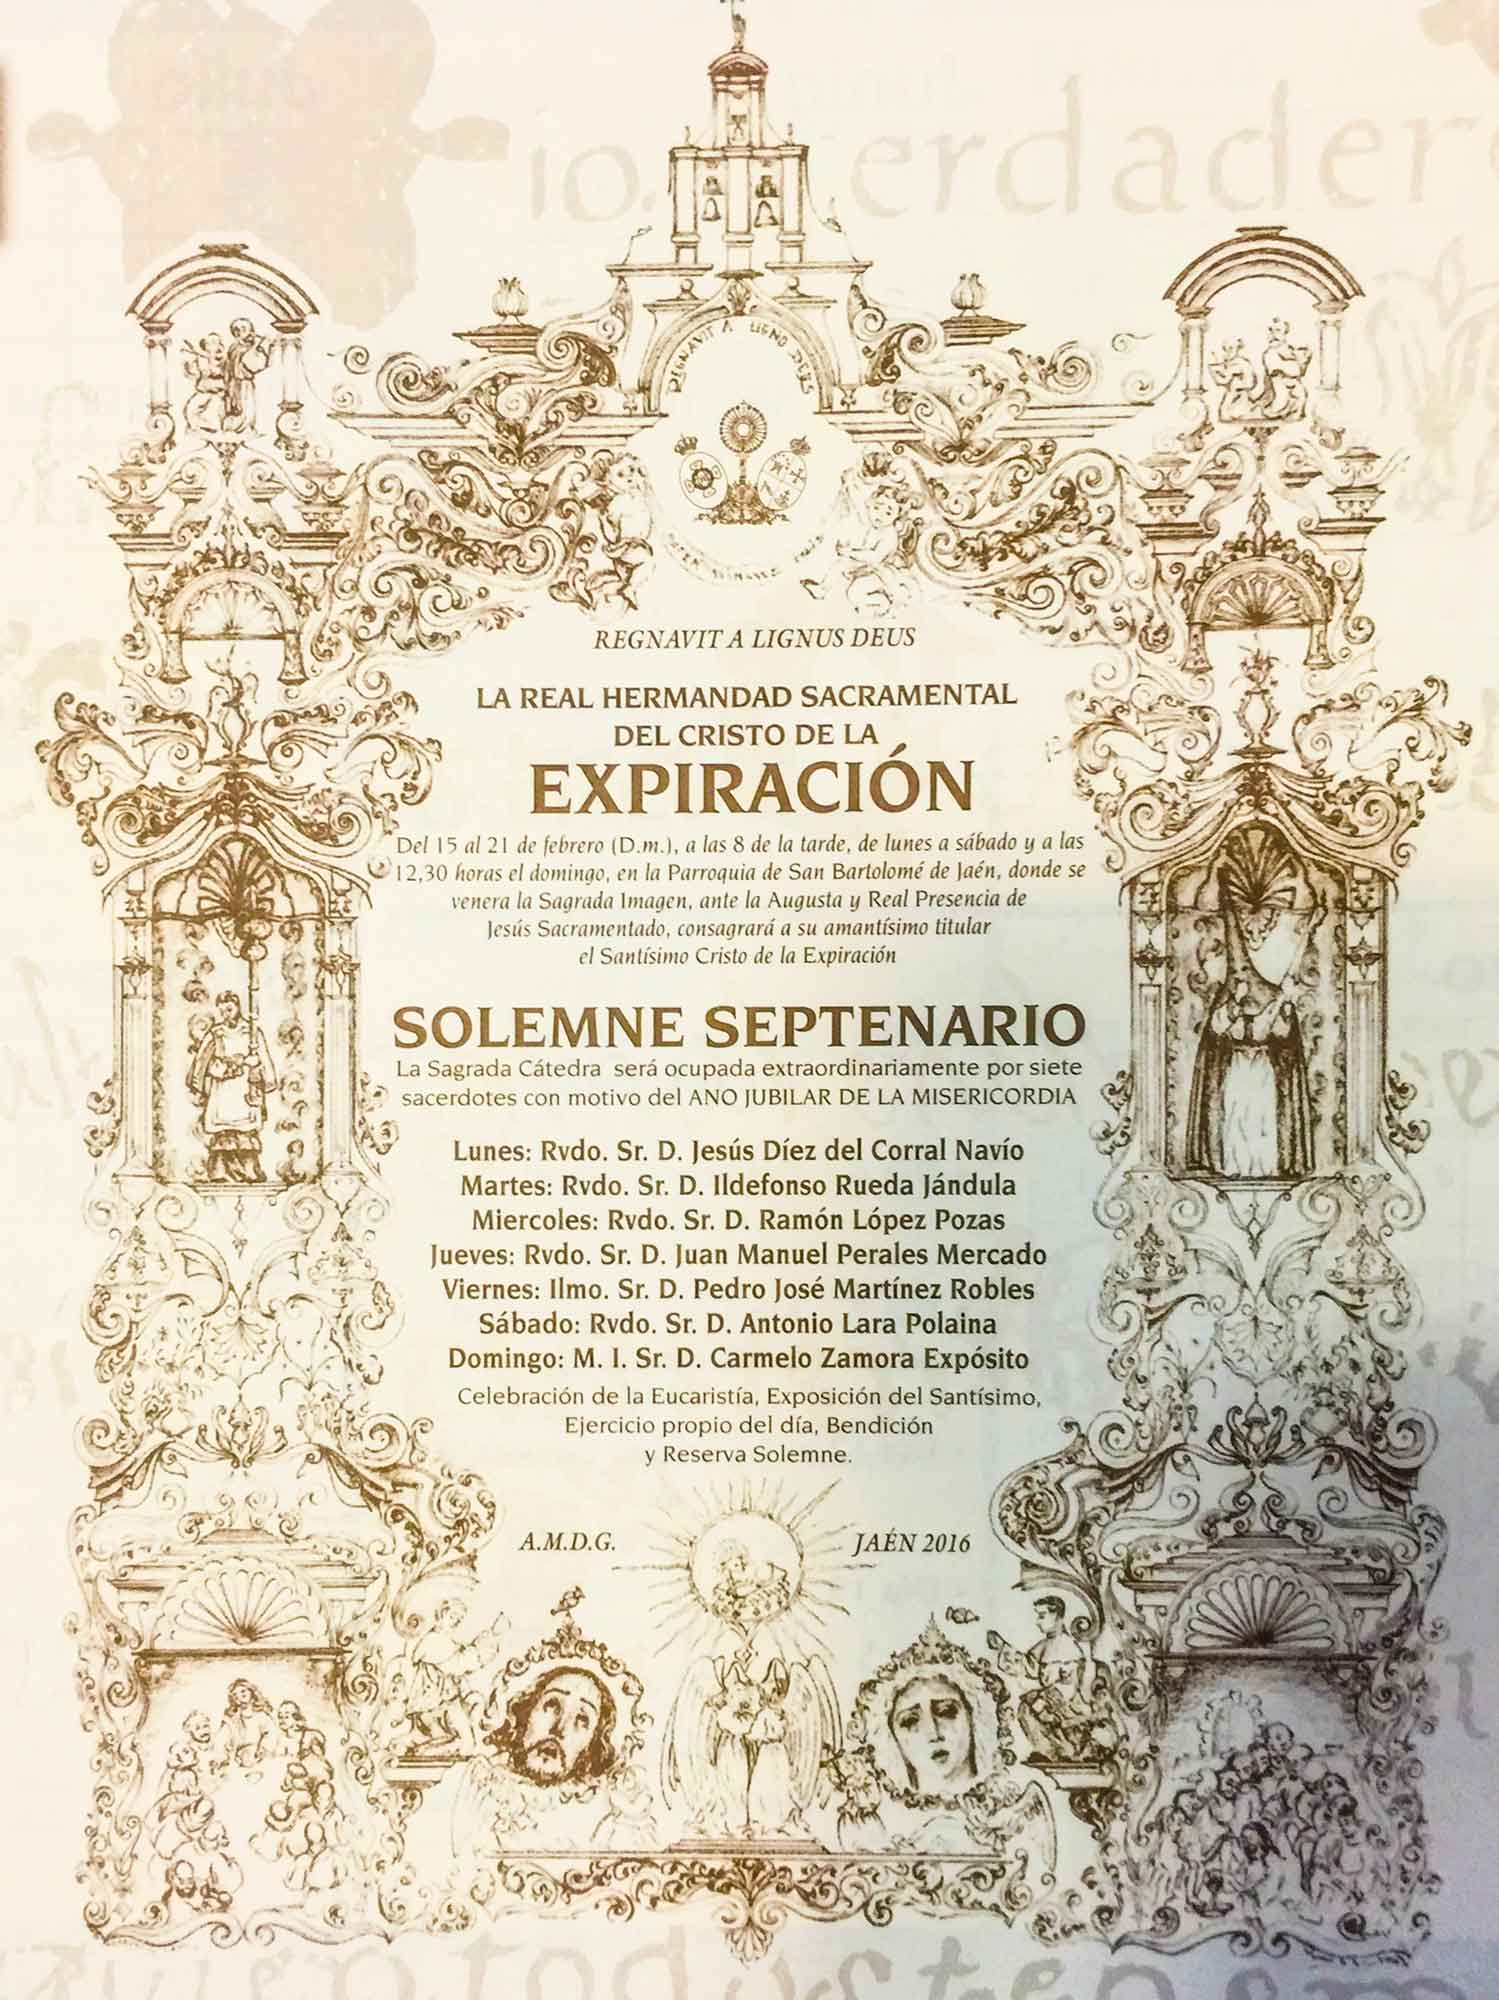 io.
REGNAVIT A LIGNO DEUS
REGNAVIT A LIGNUS DEUS
LA REAL HERMANDAD SACRAMENTAL
DEL CRISTO DE LA
EXPIRACIÓN
Del 15 al 21 de febrero (D.m.), a las 8 de la tarde, de lunes a sábado y a las
12,30 horas el domingo, en la Parroquia de San Bartolomé de Jaén, donde se
venera la Sagrada Imagen, ante la Augusta y Real Presencia de
Jesús Sacramentado, consagrará a su amantísimo titular
el Santísimo Cristo de la Expiración
SOLEMNE SEPTENARIO
La Sagrada Cátedra será ocupada extraordinariamente por siete
sacerdotes con motivo del ANO JUBILAR DE LA MISERICORDIA
Lunes: Rvdo. Sr. D. Jesús Díez del Corral Navío
Martes: Rvdo. Sr. D. Ildefonso Rueda Jándula
Miercoles: Rvdo. Sr. D. Ramón López Pozas
Jueves: Rvdo. Sr. D. Juan Manuel Perales Mercado
Viernes: Ilmo. Sr. D. Pedro José Martínez Robles
Sábado: Rvdo. Sr. D. Antonio Lara Polaina
Domingo: M. I. Sr. D. Carmelo Zamora Expósito
Celebración de la Eucaristía, Exposición del Santísimo,
Ejercicio propio del día, Bendición
y Reserva Solemne.
A.M.D.G. JAÉN 2016